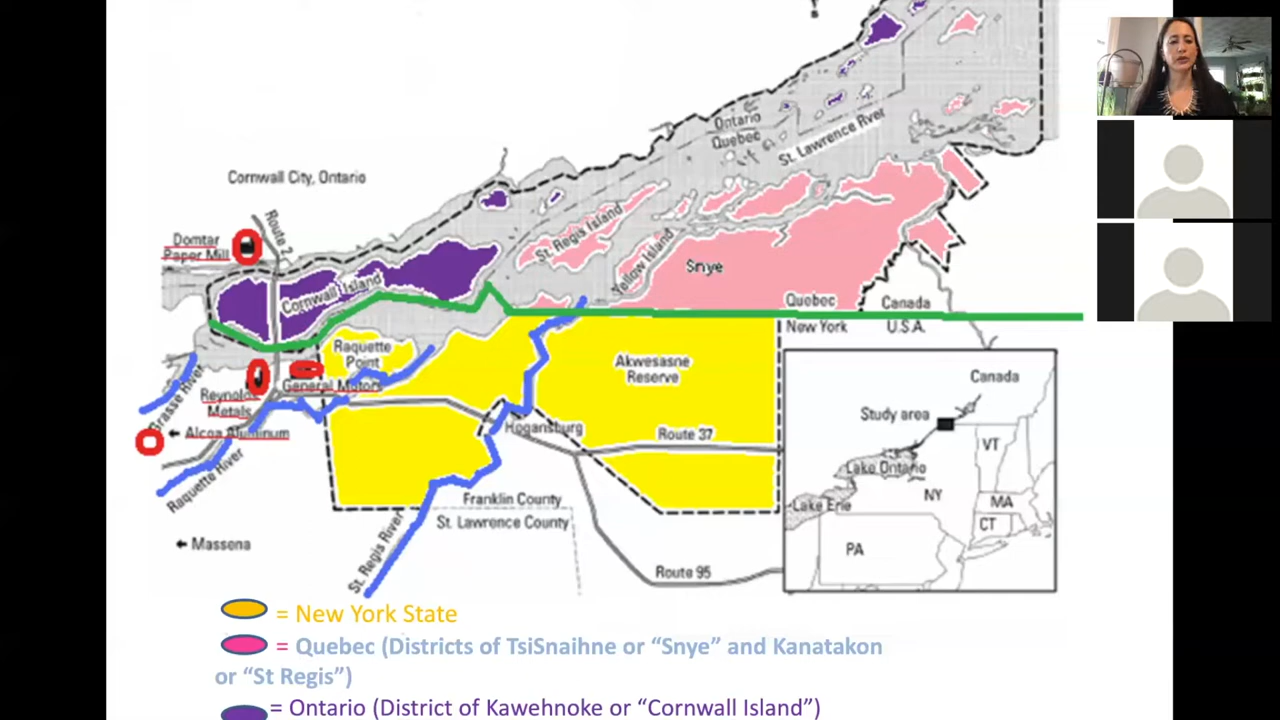 Ontario
Quebec
St. Lawrence River
Cornwall City, Ontario
Route 2
Domtar
Paper Mill
St. Regis Island
Yellow Island
Snye
Cornwall Island
Quebec
Canada
New York
U.S.A.
Raquette
Point
Akwesasne
Reserve
Grasse River
General Motors
Reynolds
Metals
Alcoa Aluminum
Raquette River
Hogansburg
Route 37
Canada
Study area
VT
Lake Ontario
NY
MA
Lake Erie
CT
PA
Franklin County
St. Lawrence County
Massena
St. Regis River
Route 95
= New York State
= Quebec (Districts of TsiSnaihne or “Snye” and Kanatakon
or “St Regis”)
= Ontario (District of Kawehnoke or “Cornwall Island”)